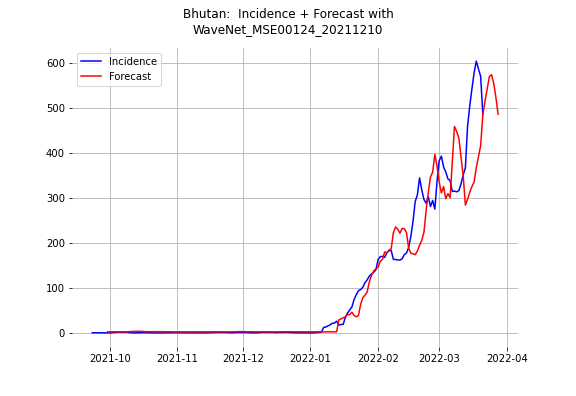 Bhutan:  Incidence + Forecast with
WaveNet_MSE00124_20211210
Incidence
Forecast
600
500
400
300
200
100
0
2021-10 2021-11 2021-12 2022-01 2022-02 2022-03 2022-04